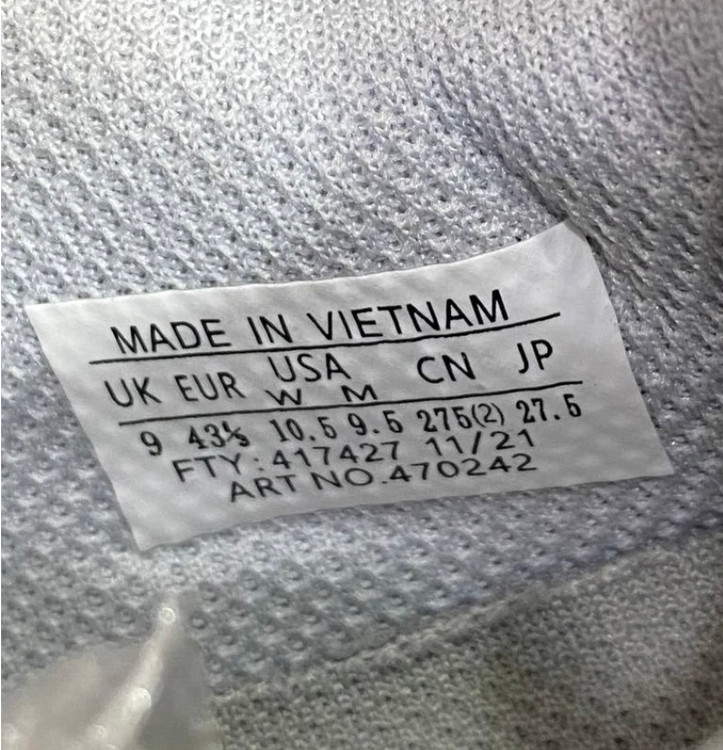 MADE IN VIETNAM
UK EUR USA CN JP
W M
9 43⅓ 10.5 9.5 275(2) 27.5
FTY:417427 11/21
ART NO.470242